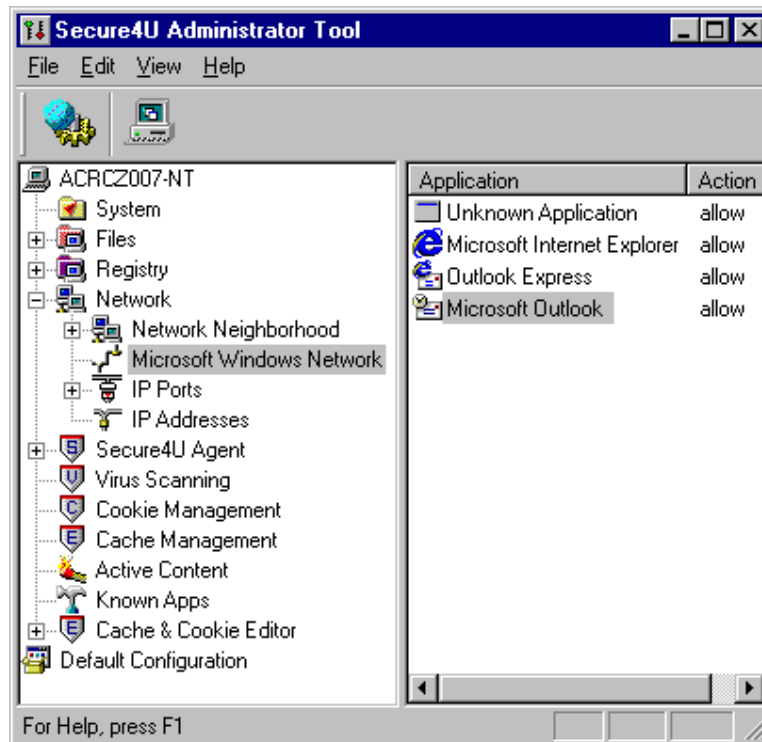 Secure4U Administrator Tool
File Edit View Help
ACRCZ007-NT
System
Files
Registry
Network
Network Neighborhood
Microsoft Windows Network
IP Ports
IP Addresses
Secure4U Agent
Virus Scanning
Cookie Management
Cache Management
Active Content
Known Apps
Cache & Cookie Editor
Default Configuration
Application Action
Unknown Application allow
Microsoft Internet Explorer allow
Outlook Express allow
Microsoft Outlook allow
For Help, press F1